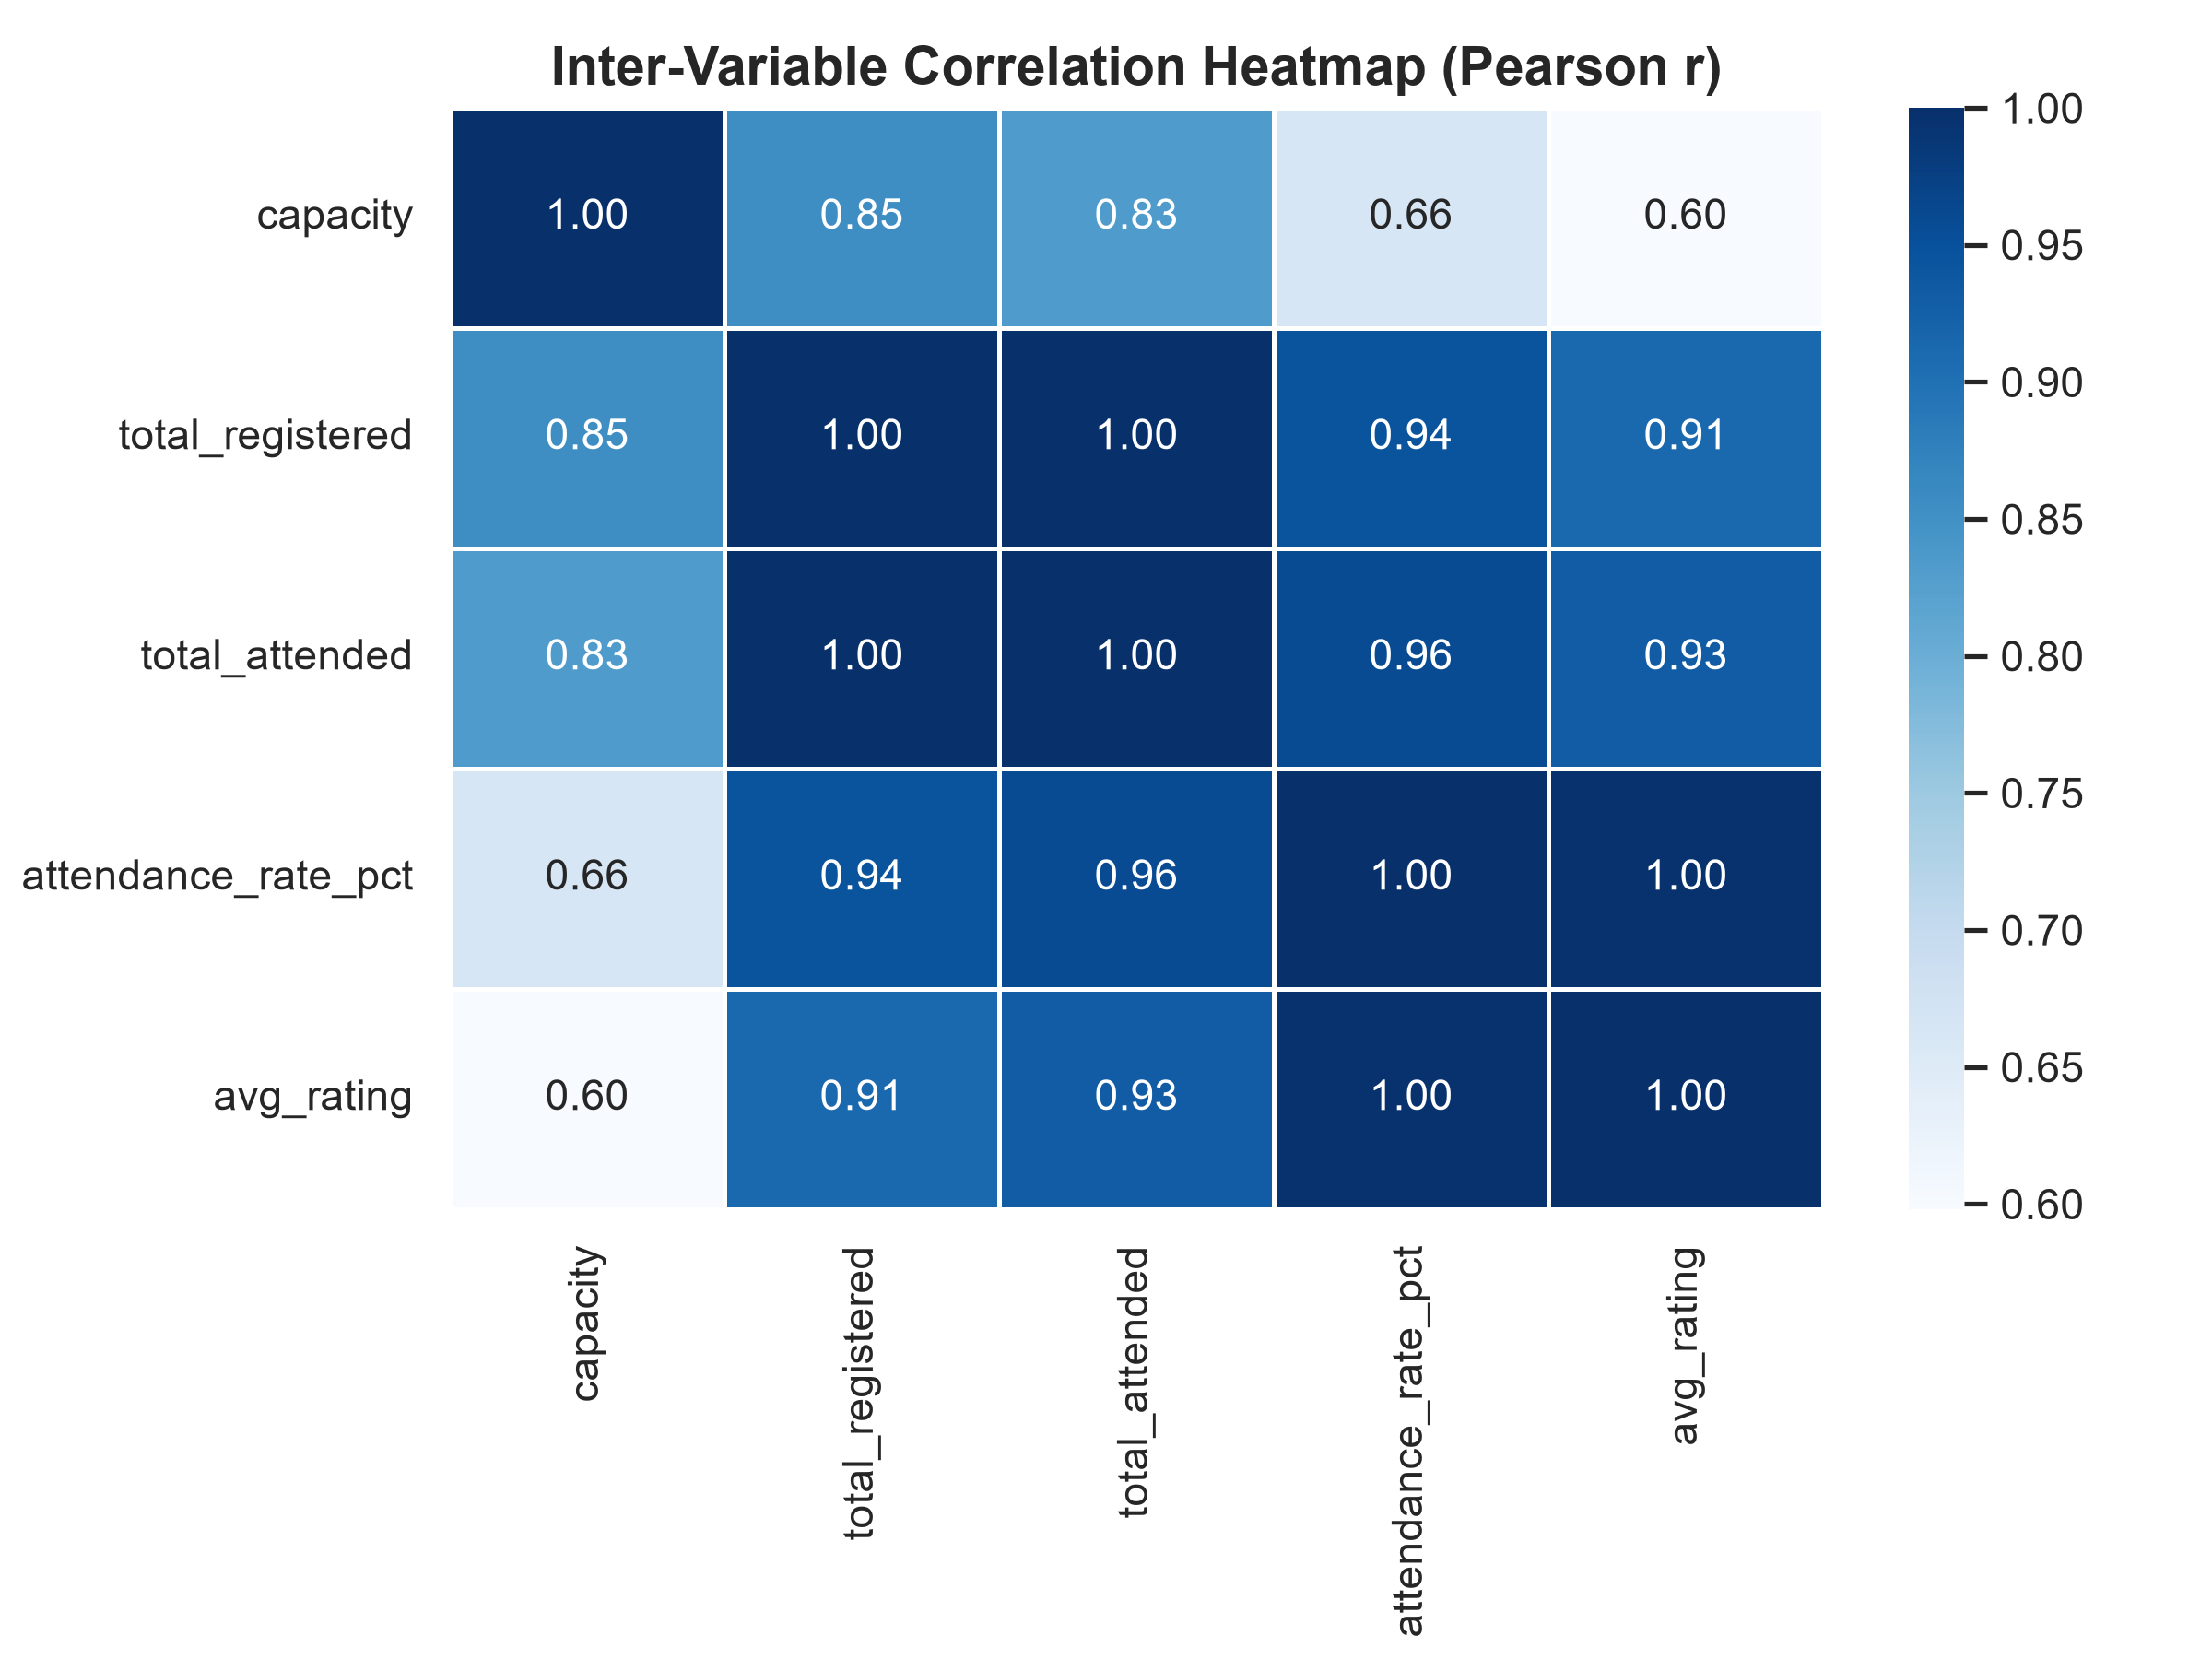 Inter-Variable Correlation Heatmap (Pearson r)
capacity 1.00 0.85 0.83 0.66 0.60
total_registered 0.85 1.00 1.00 0.94 0.91
total_attended 0.83 1.00 1.00 0.96 0.93
attendance_rate_pct 0.66 0.94 0.96 1.00 1.00
avg_rating 0.60 0.91 0.93 1.00 1.00
capacity
total_registered
total_attended
attendance_rate_pct
avg_rating
1.00
0.95
0.90
0.85
0.80
0.75
0.70
0.65
0.60